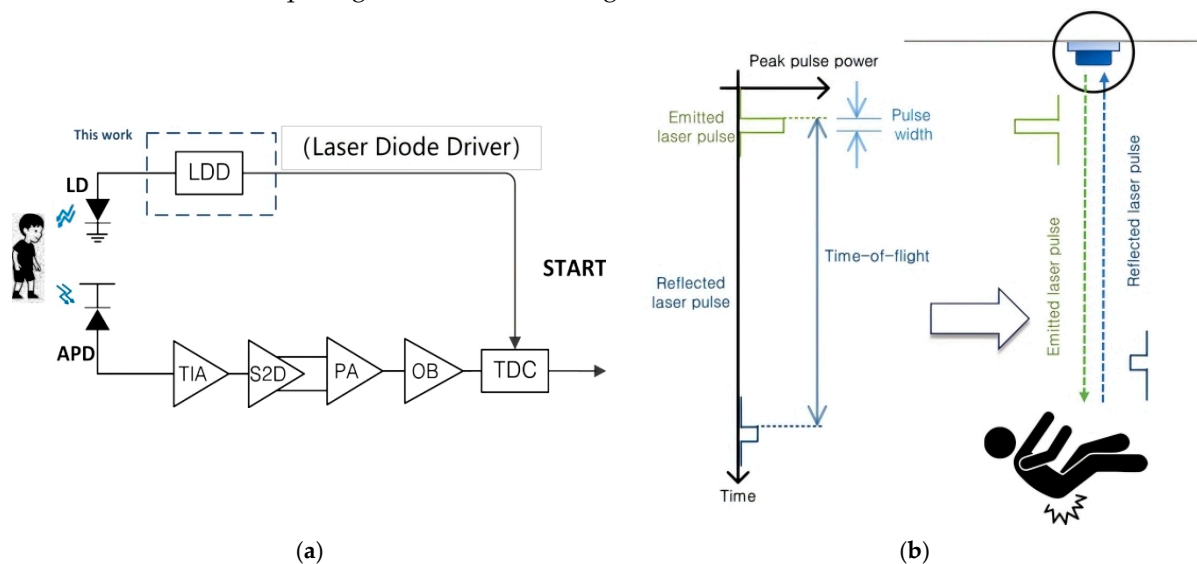 This work
LDD
(Laser Diode Driver)
LD
START
APD
TIA
S2D
PA
OB
TDC
(a)
Peak pulse power
Emitted
laser pulse
Pulse
width
Time-of-flight
Reflected
laser pulse
Time
Emitted laser pulse
Reflected laser pulse
(b)